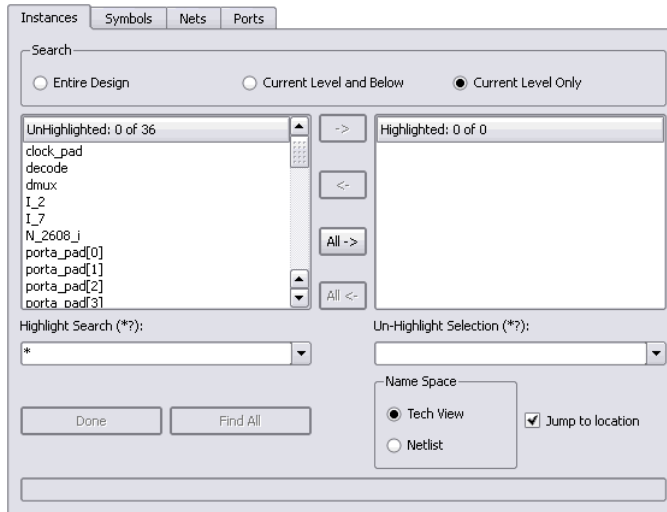 Instances Symbols Nets Ports
Search
Entire Design Current Level and Below Current Level Only
UnHighlighted: 0 of 36
clock_pad
decode
dmux
I_2
I_7
N_2608_i
porta_pad[0]
porta_pad[1]
porta_pad[2]
porta_pad[3]
->
<-
All ->
All <-
Highlighted: 0 of 0
Highlight Search (*?):
*
Un-Highlight Selection (*?):
Done Find All
Name Space
Tech View
Netlist
Jump to location